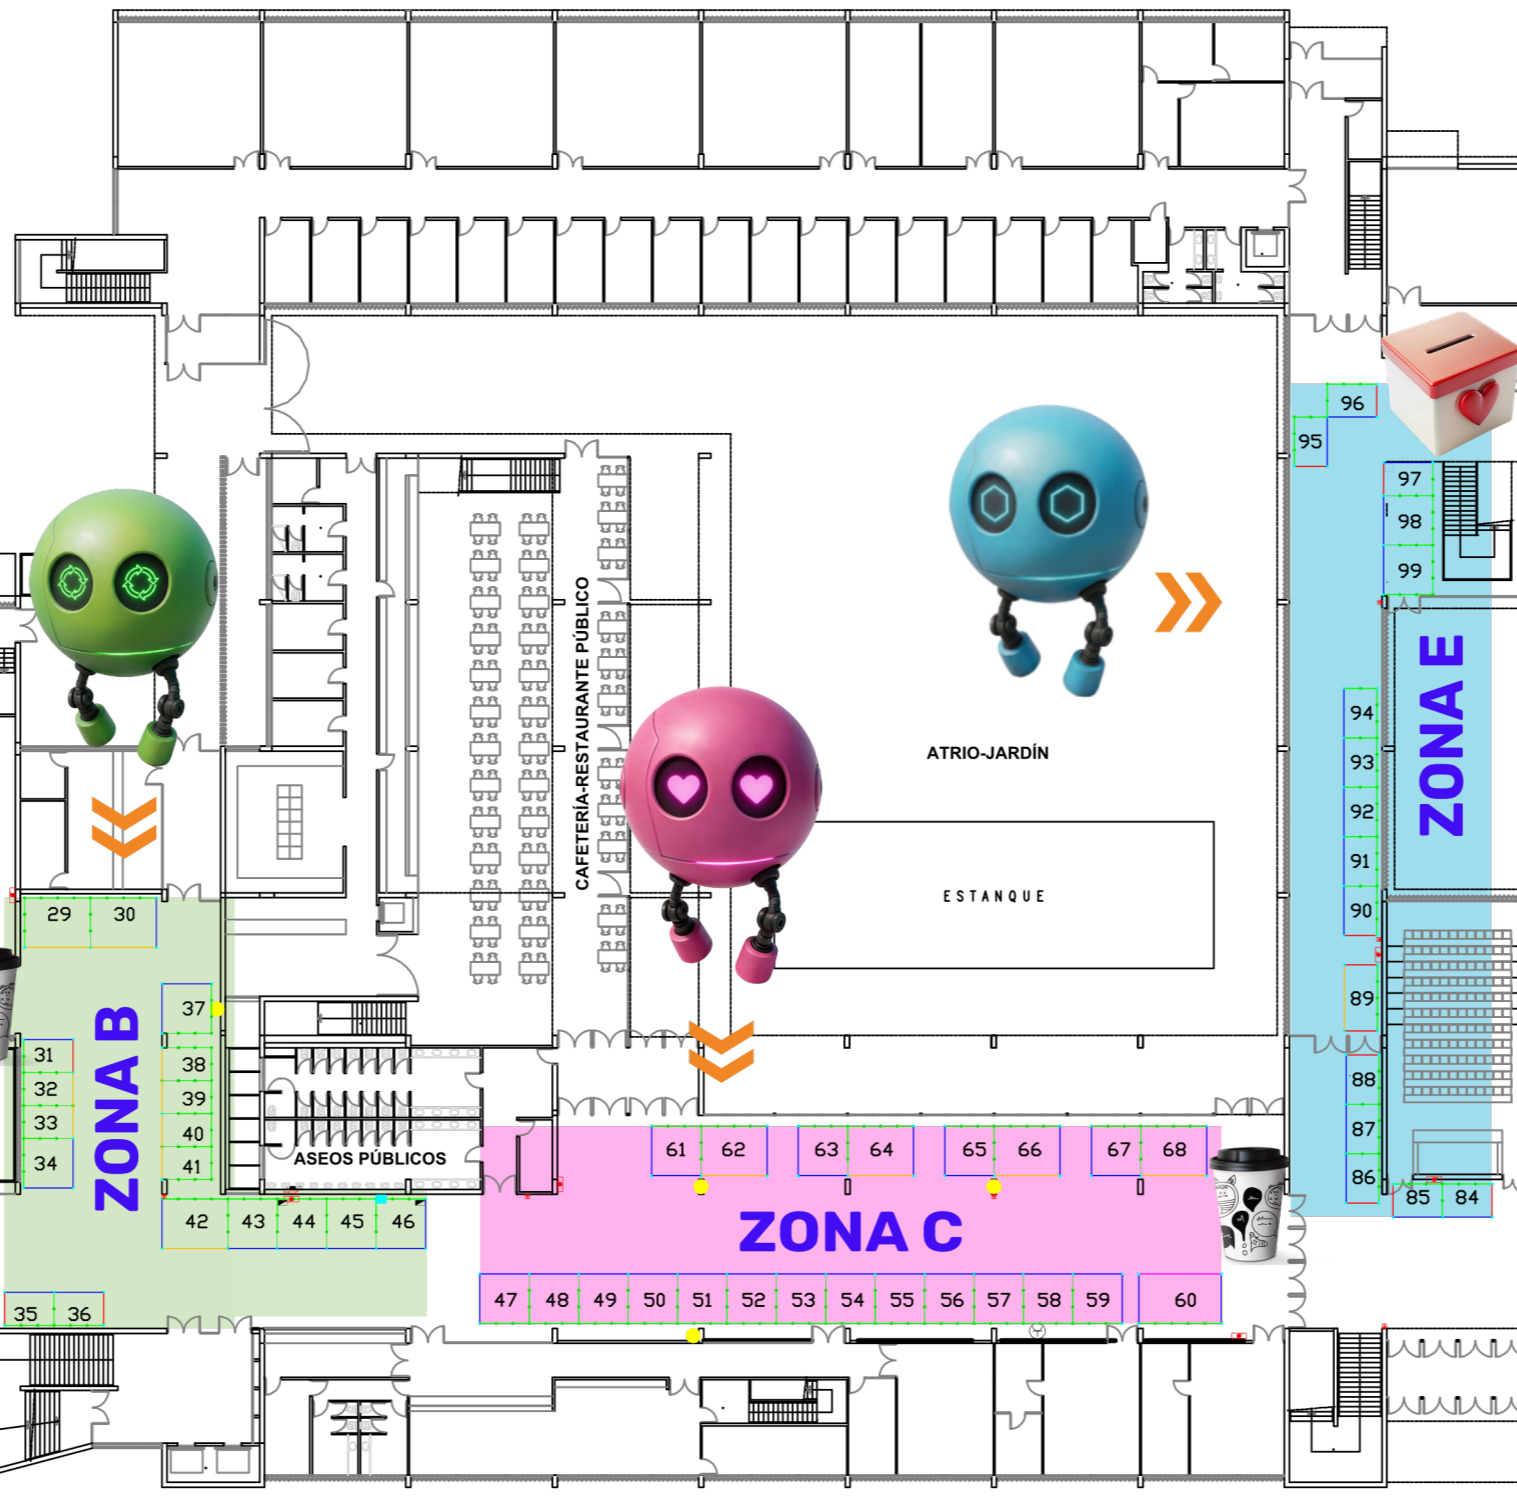 96
95
97
98
99
ZONA E
94
93
92
91
90
89
88
87
86
85 84
CAFETERÍA-RESTAURANTE PÚBLICO
ATRIO-JARDÍN
ESTANQUE
29 30
37
ZONA B
31
32
33
34
38
39
40
41
ASEOS PÚBLICOS
42 43 44 45 46
35 36
61 62 63 64 65 66 67 68
ZONA C
47 48 49 50 51 52 53 54 55 56 57 58 59 60